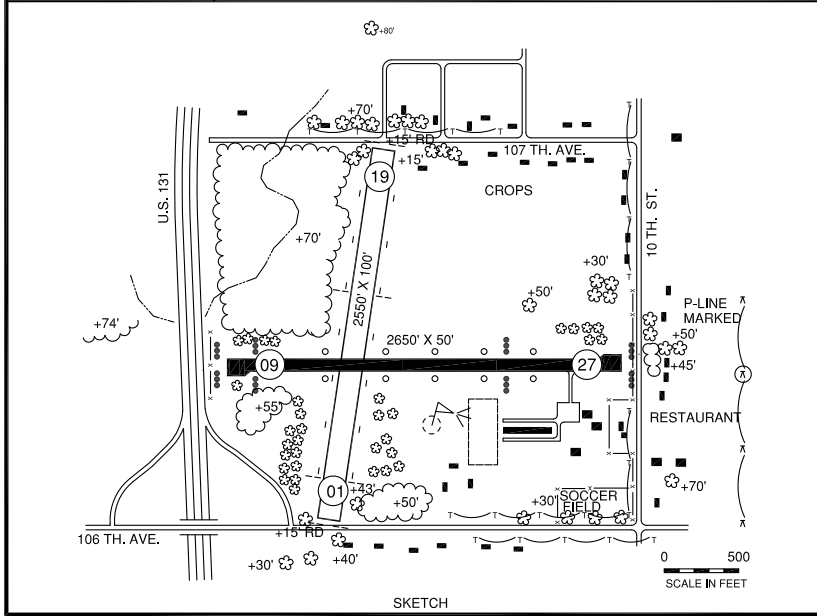 +80'
+70'
+15' RD
107 TH. AVE.
+15'
19
CROPS
U.S. 131
10 TH. ST.
+70'
+30'
2550' X 100'
+50'
P-LINE
MARKED
+74'
2650' X 50'
+50'
09
27
+45'
+55'
RESTAURANT
01
+43'
+50'
+30'
SOCCER
FIELD
+70'
+15' RD
106 TH. AVE.
+40'
+30'
0
500
SCALE IN FEET
SKETCH